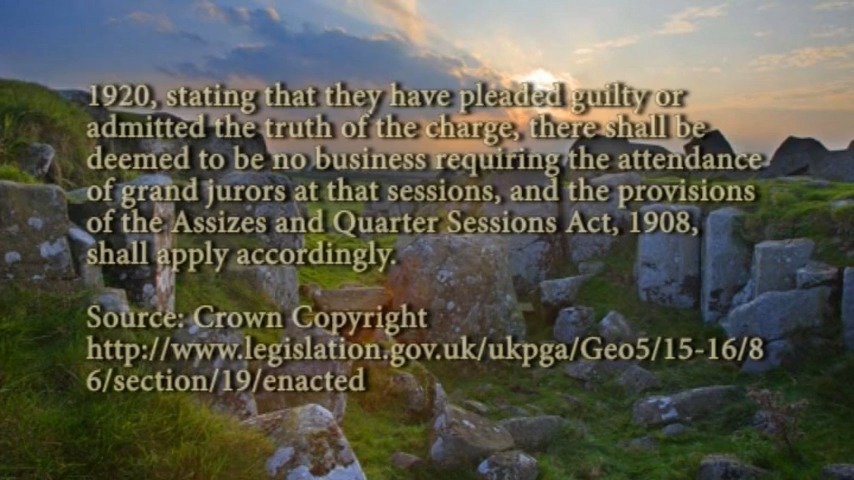 1920, stating that they have pleaded guilty or
admitted the truth of the charge, there shall be
deemed to be no business requiring the attendance
of grand jurors at that sessions, and the provisions
of the Assizes and Quarter Sessions Act, 1908,
shall apply accordingly.
Source: Crown Copyright
http://www.legislation.gov.uk/ukpga/Geo5/15-16/8
6/section/19/enacted